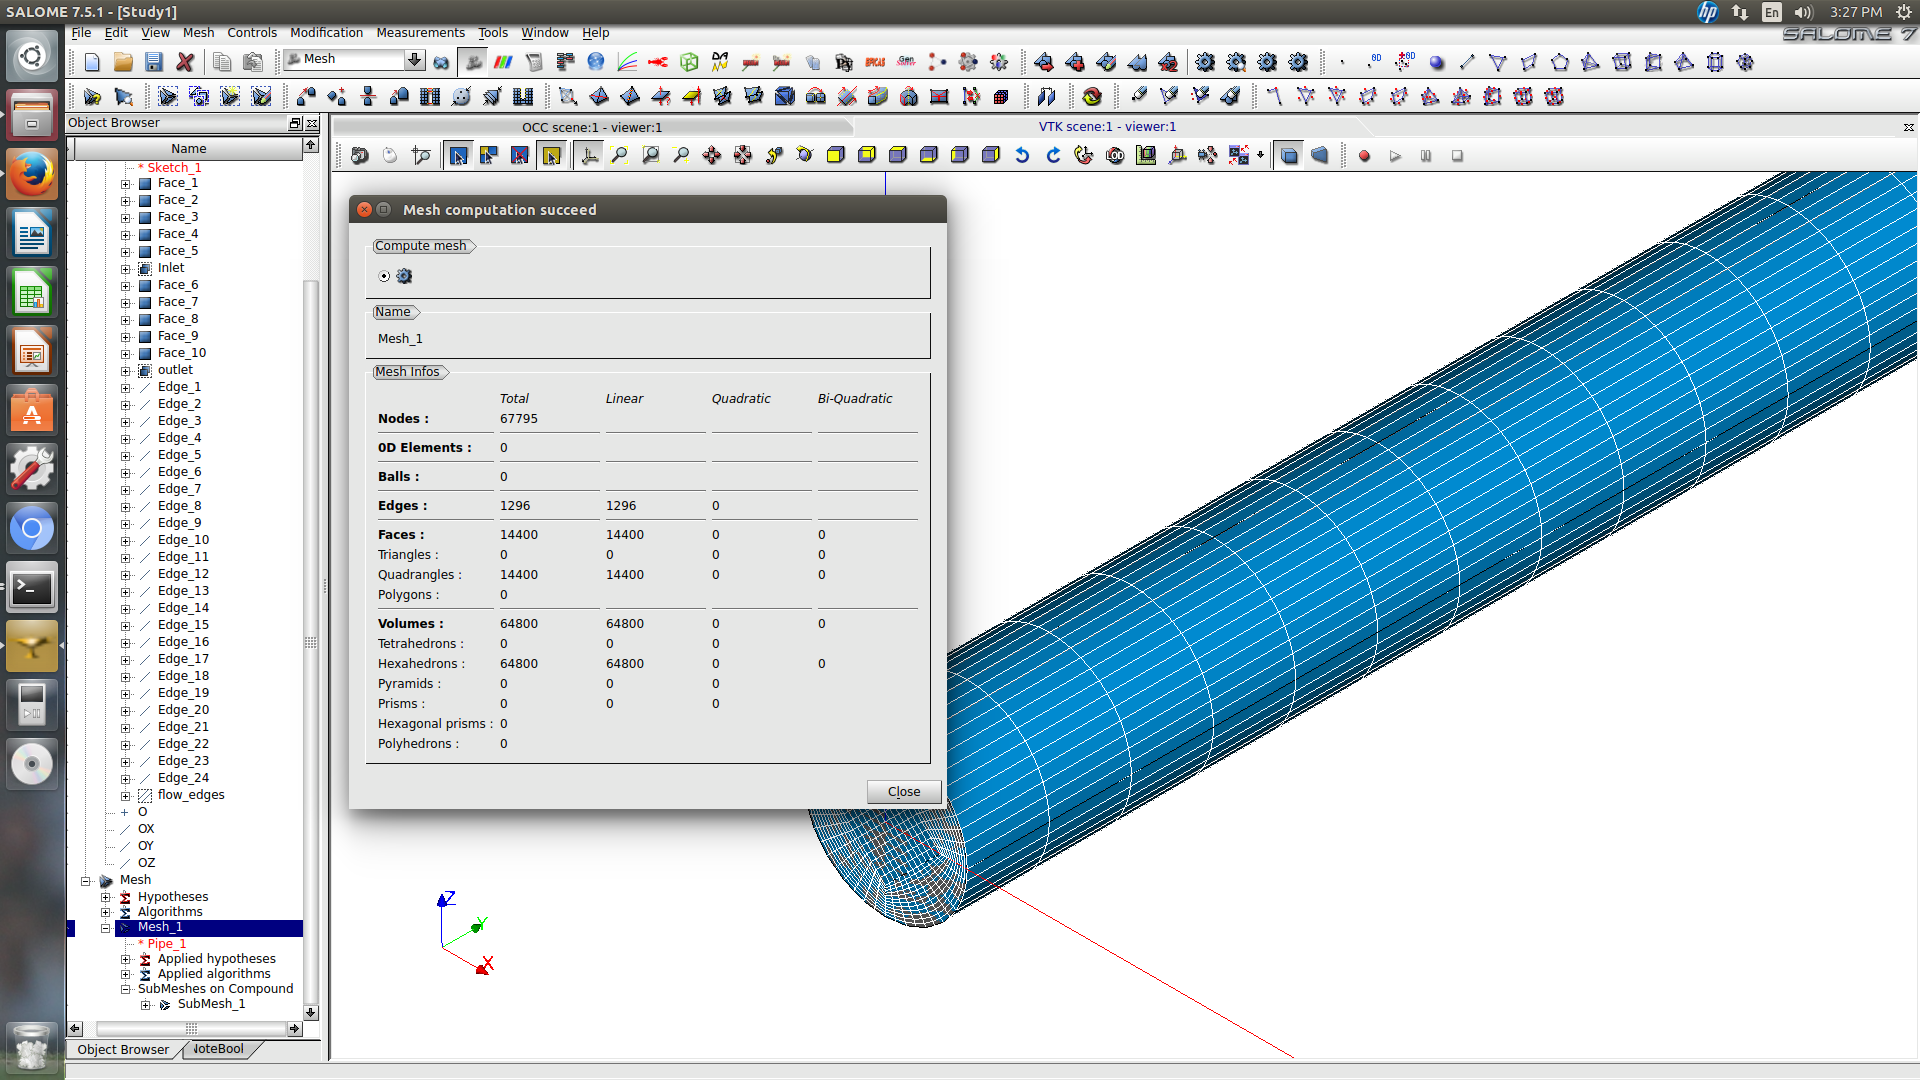 SALOME 7.5.1 - [Study1]
En
3:27 PM
File Edit View Mesh Controls Modification Measurements Tools Window Help
SALOME 7
Mesh
Object Browser
OCC scene:1 - viewer:1
VTK scene:1 - viewer:1
Name
* Sketch_1
Face_1
Face_2
Face_3
Face_4
Face_5
Inlet
Face_6
Face_7
Face_8
Face_9
Face_10
outlet
Edge_1
Edge_2
Edge_3
Edge_4
Edge_5
Edge_6
Edge_7
Edge_8
Edge_9
Edge_10
Edge_11
Edge_12
Edge_13
Edge_14
Edge_15
Edge_16
Edge_17
Edge_18
Edge_19
Edge_20
Edge_21
Edge_22
Edge_23
Edge_24
flow_edges
O
OX
OY
OZ
Mesh
Hypotheses
Algorithms
Mesh_1
* Pipe_1
Applied hypotheses
Applied algorithms
SubMeshes on Compound
SubMesh_1
Object Browser
NoteBool
Mesh computation succeed
Compute mesh
Name
Mesh_1
Mesh Infos
Total Linear Quadratic Bi-Quadratic
Nodes : 67795
0D Elements : 0
Balls : 0
Edges : 1296 1296 0
Faces : 14400 14400 0 0
Triangles : 0 0 0 0
Quadrangles : 14400 14400 0 0
Polygons : 0
Volumes : 64800 64800 0 0
Tetrahedrons : 0 0 0
Hexahedrons : 64800 64800 0 0
Pyramids : 0 0 0
Prisms : 0 0 0
Hexagonal prisms : 0
Polyhedrons : 0
Close
Z
Y
X